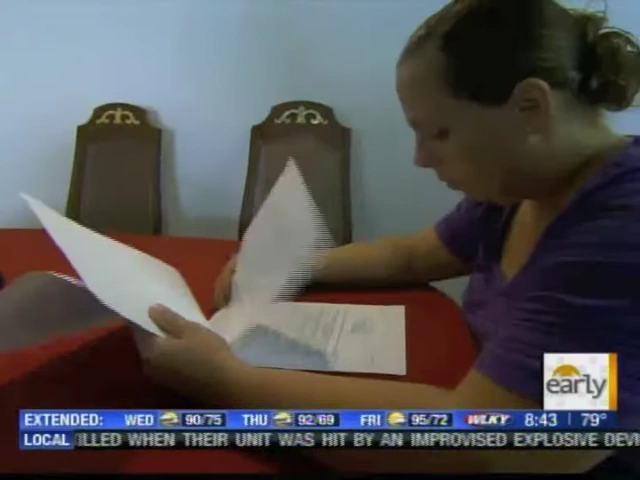 early
EXTENDED: WED 90/75 THU 92/69 FRI 95/72 WLKY 8:43 79°
LOCAL ILLED WHEN THEIR UNIT WAS HIT BY AN IMPROVISED EXPLOSIVE DEVI